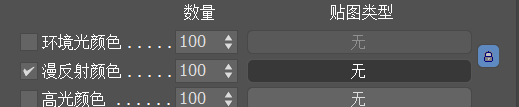 数量 贴图类型
环境光颜色 . . . . . 100 无
漫反射颜色 . . . . . 100 无
高光颜色 . . . . . . 100 无